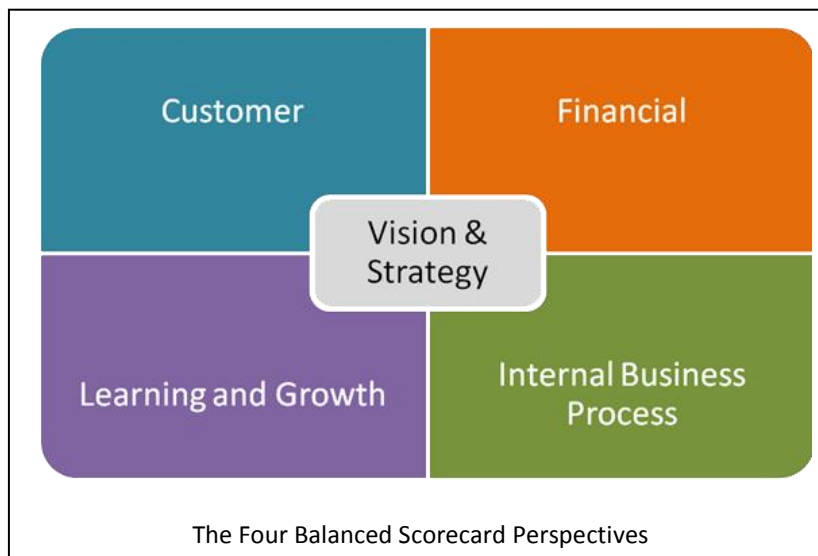 Customer
Financial
Vision &
Strategy
Learning and Growth
Internal Business
Process
The Four Balanced Scorecard Perspectives